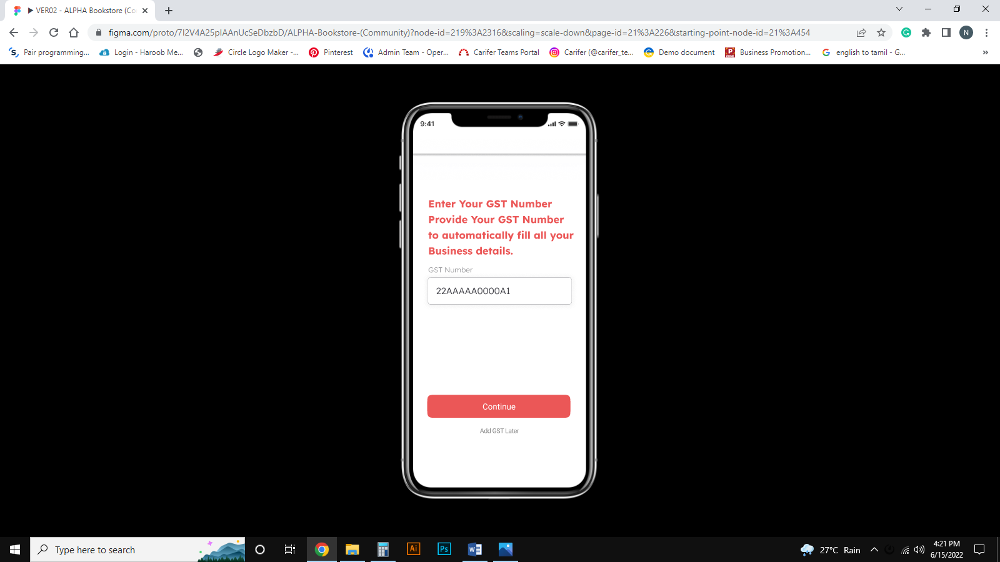 VER02 - ALPHA Bookstore (Co
figma.com/proto/7I2V4A25pIAAnUcSeDbzbD/ALPHA-Bookstore-(Community)?node-id=219%3A2316&scaling=scale-down&page-id=21%3A226&starting-point-node-id=21%3A454
N
Pair programming... Login - Haroob Me... Circle Logo Maker -... Pinterest Admin Team - Oper... Carifer Teams Portal Carifer (@carifer_te... Demo document Business Promotion... english to tamil - G... »
9:41
Enter Your GST Number
Provide Your GST Number
to automatically fill all your
Business details.
GST Number
22AAAAA0000A1
Continue
Add GST Later
Type here to search
Ai
Ps
27°C Rain
4:21 PM
6/15/2022